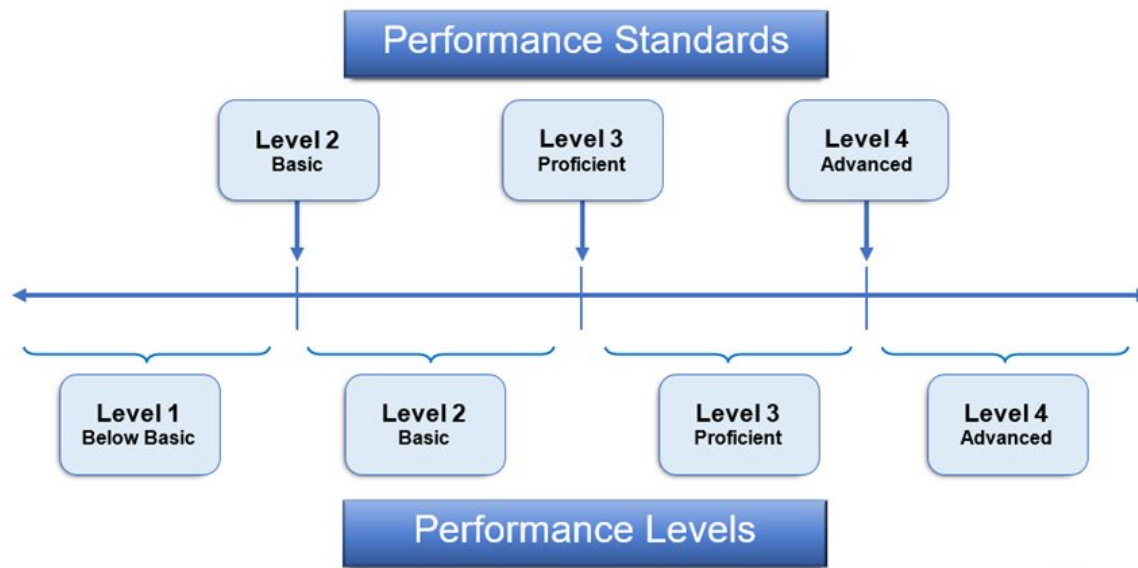 Performance Standards
Level 2
Basic
Level 3
Proficient
Level 4
Advanced
Level 1
Below Basic
Level 2
Basic
Level 3
Proficient
Level 4
Advanced
Performance Levels